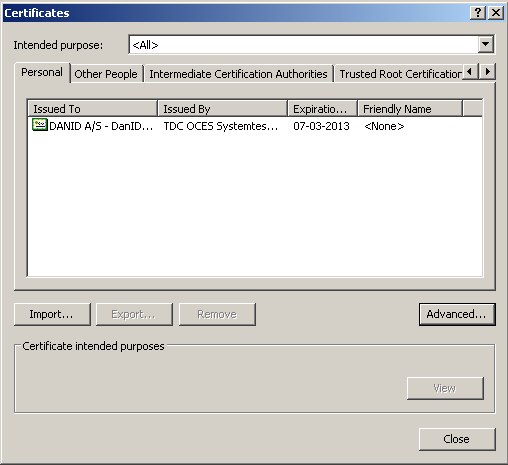 Certificates
Intended purpose: <All>
Personal Other People Intermediate Certification Authorities Trusted Root Certification
Issued To Issued By Expiratio... Friendly Name
DANID A/S - DanID... TDC OCES Systemtes... 07-03-2013 <None>
Import... Export... Remove Advanced...
Certificate intended purposes
View
Close